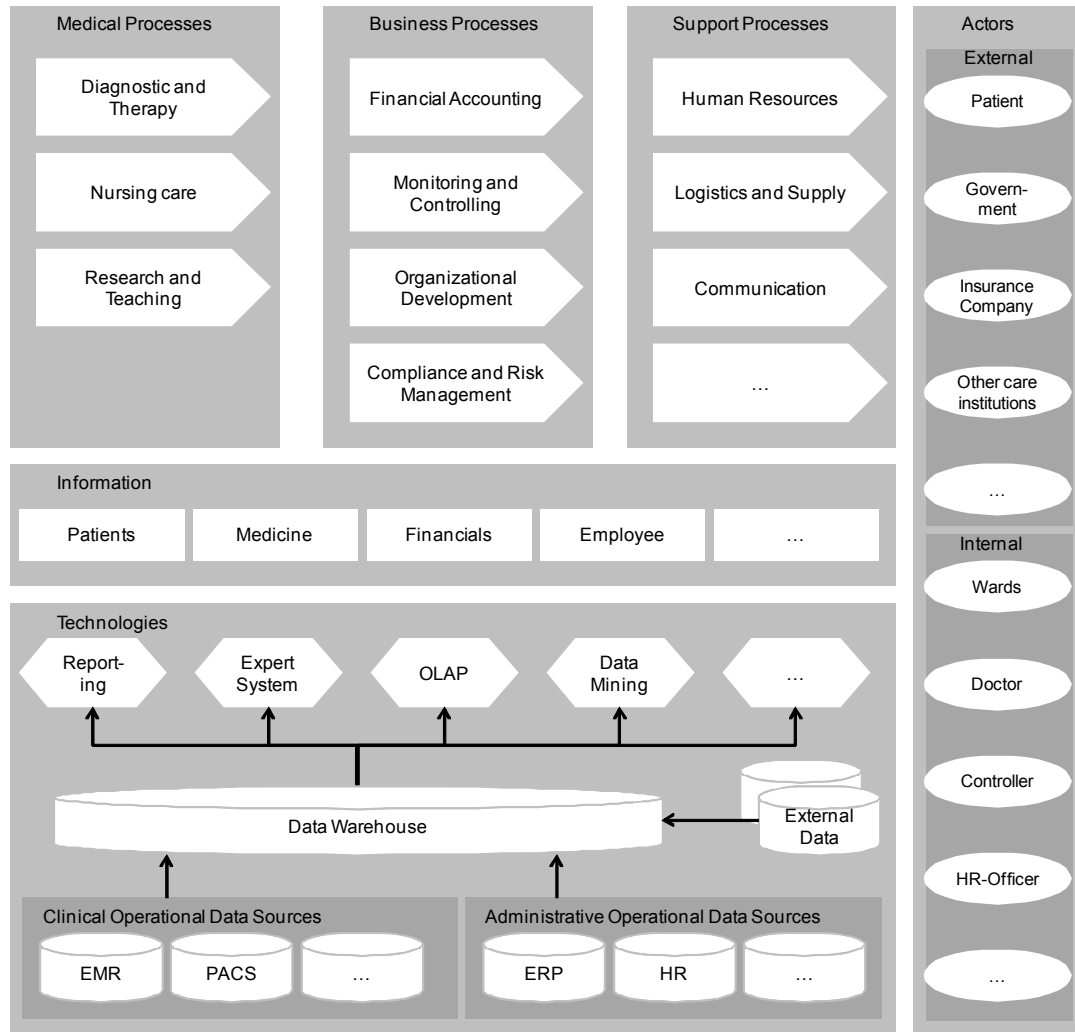 Medical Processes
Diagnostic and
Therapy
Nursing care
Research and
Teaching
Business Processes
Financial Accounting
Monitoring and
Controlling
Organizational
Development
Compliance and Risk
Management
Support Processes
Human Resources
Logistics and Supply
Communication
…
Actors
External
Patient
Govern-
ment
Insurance
Company
Other care
institutions
…
Internal
Wards
Doctor
Controller
HR-Officer
…
Information
Patients
Medicine
Financials
Employee
…
Technologies
Report-
ing
Expert
System
OLAP
Data
Mining
…
Data Warehouse
External
Data
Clinical Operational Data Sources
EMR
PACS
…
Administrative Operational Data Sources
ERP
HR
…